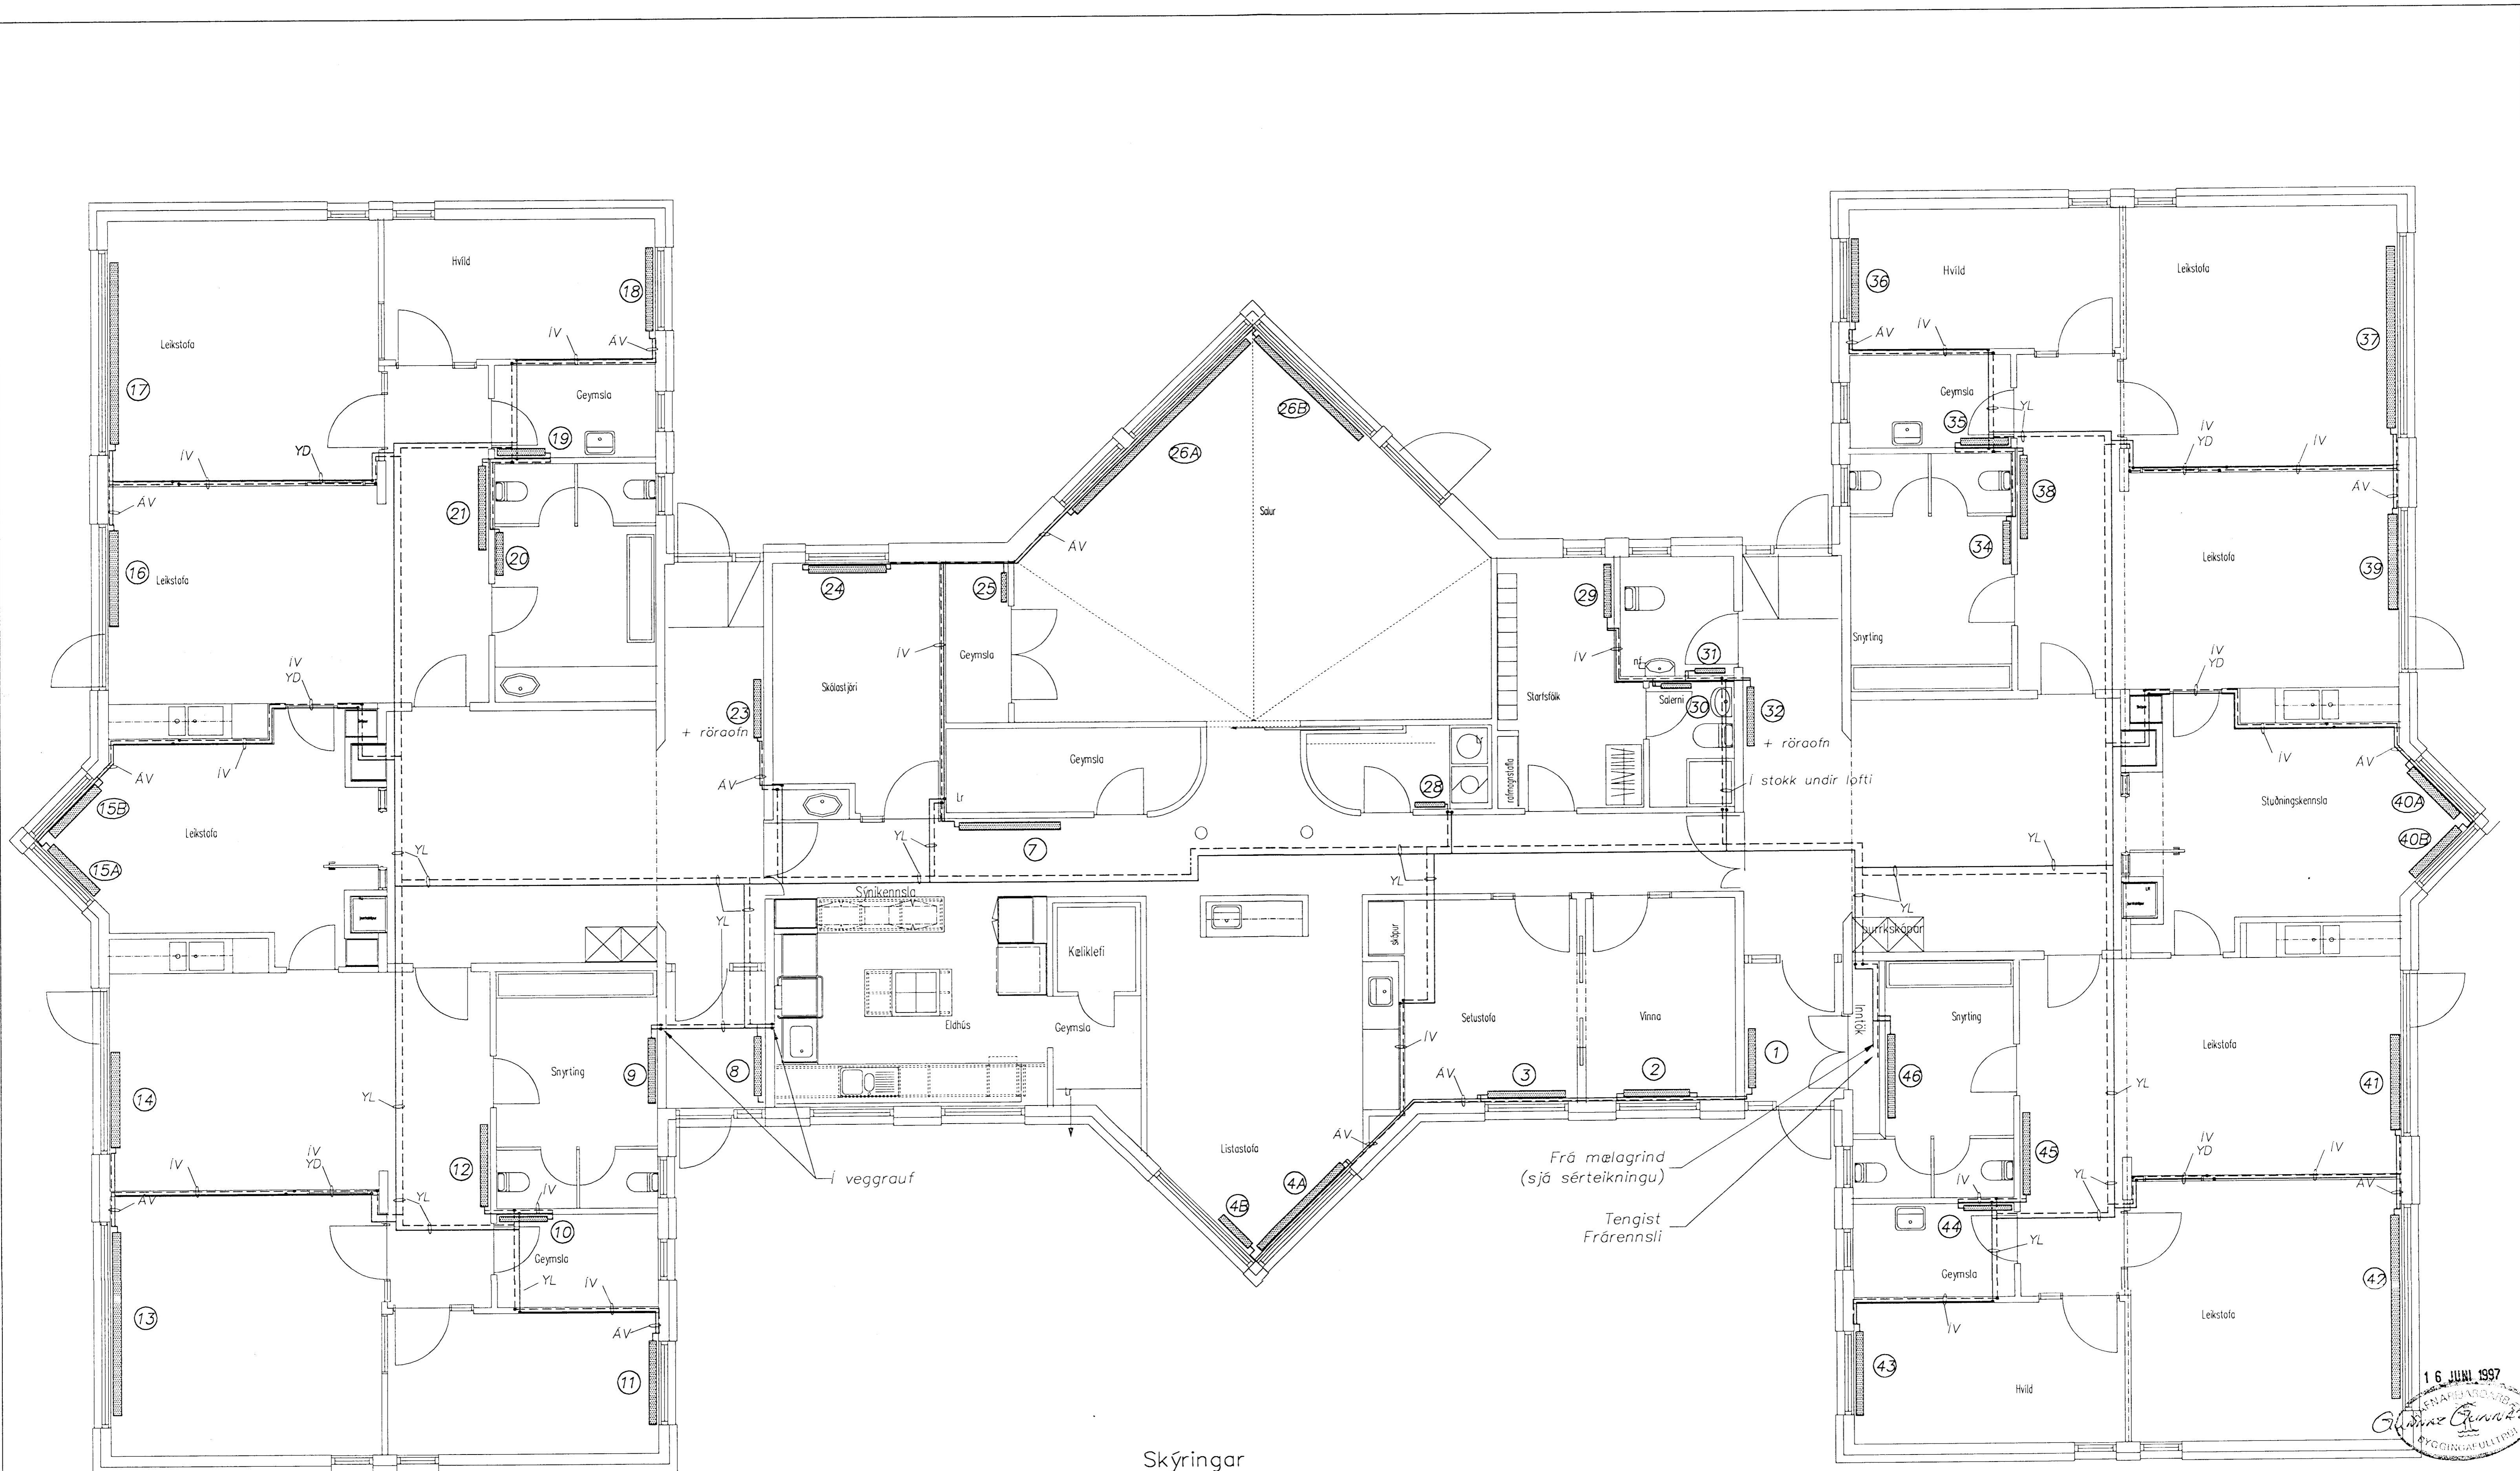 Hvíld
18
ÍV
ÁV
Leikstofa
17
Geymsla
19
ÍV
YD
ÁV
21
20
16
Leikstofa
ÍV
YD
ÁV
ÍV
15B
Leikstofa
15A
YL
23
+ röraofn
ÁV
24
Skólastjóri
ÍV
25
Geymsla
26A
26B
Salur
ÁV
Geymsla
Lr
7
YL
28
Lr
rafmagnstafla
Starfsfólk
29
ÍV
nf
31
Salerni
30
32
+ röraofn
Í stokk undir lofti
36
Hvíld
Leikstofa
37
ÁV
ÍV
Geymsla
YL
35
ÍV
YD
ÍV
38
ÁV
34
Leikstofa
39
Snyrting
ÍV
YD
ÍV
ÁV
40A
Stuðningskennsla
40B
YL
YL
Þurrkskápar
Sýnikennsla
YL
Kæliklefi
Eldhús
Geymsla
8
9
Snyrting
14
YL
12
ÍV
ÍV
YD
ÁV
YL
ÍV
10
Geymsla
YL
ÍV
ÁV
13
11
Í veggrauf
YL
skápur
Setustofa
Vinna
ÍV
ÁV
3
2
1
Listastofa
ÁV
4A
4B
Inntök
Snyrting
46
Frá mælagrind
(sjá sérteikningu)
Tengist
Frárennsli
Leikstofa
41
YL
45
ÍV
YD
ÍV
ÁV
YL
ÍV
44
YL
Geymsla
42
Leikstofa
ÍV
43
Hvíld
16 JUNI 1997
BYGGINGAFULLTRÚI
Skýringar